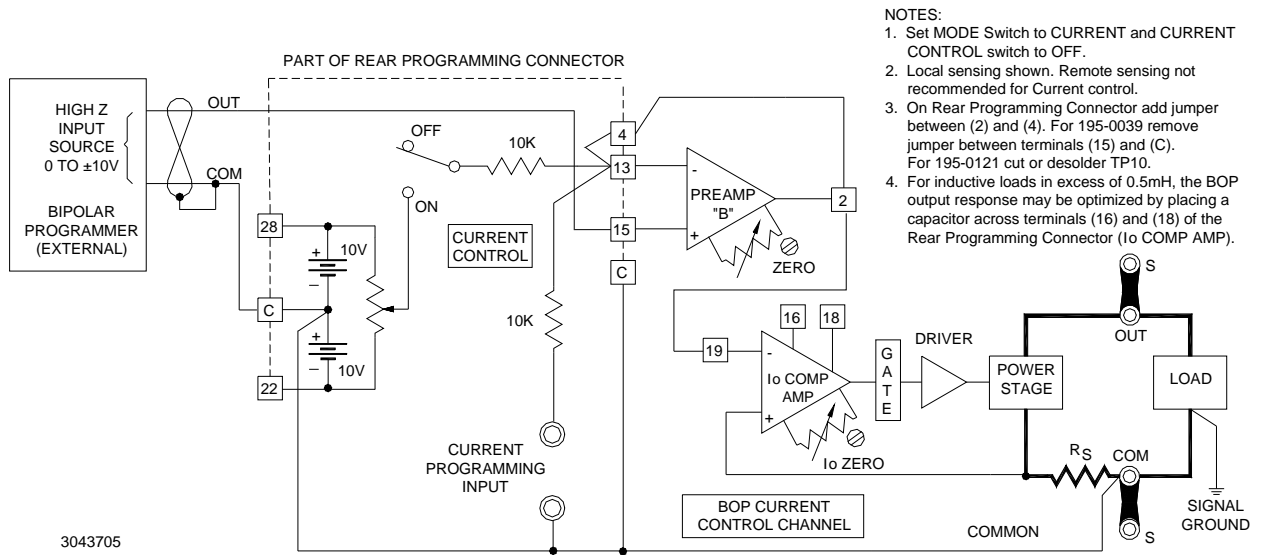 NOTES:
1. Set MODE Switch to CURRENT and CURRENT
CONTROL switch to OFF.
2. Local sensing shown. Remote sensing not
recommended for Current control.
3. On Rear Programming Connector add jumper
between (2) and (4). For 195-0039 remove
jumper between terminals (15) and (C).
For 195-0121 cut or desolder TP10.
4. For inductive loads in excess of 0.5mH, the BOP
output response may be optimized by placing a
capacitor across terminals (16) and (18) of the
Rear Programming Connector (Io COMP AMP).
PART OF REAR PROGRAMMING CONNECTOR
HIGH Z
INPUT
SOURCE
0 TO ±10V
BIPOLAR
PROGRAMMER
(EXTERNAL)
OUT
COM
OFF
ON
10K
4
13
15
C
CURRENT
CONTROL
28
+
10V
–
C
+
10V
–
22
10K
CURRENT
PROGRAMMING
INPUT
-
PREAMP
"B"
+
ZERO
2
16
18
19
-
Io COMP
AMP
+
Io ZERO
G
A
T
E
DRIVER
POWER
STAGE
S
OUT
LOAD
RS
COM
S
SIGNAL
GROUND
BOP CURRENT
CONTROL CHANNEL
COMMON
3043705